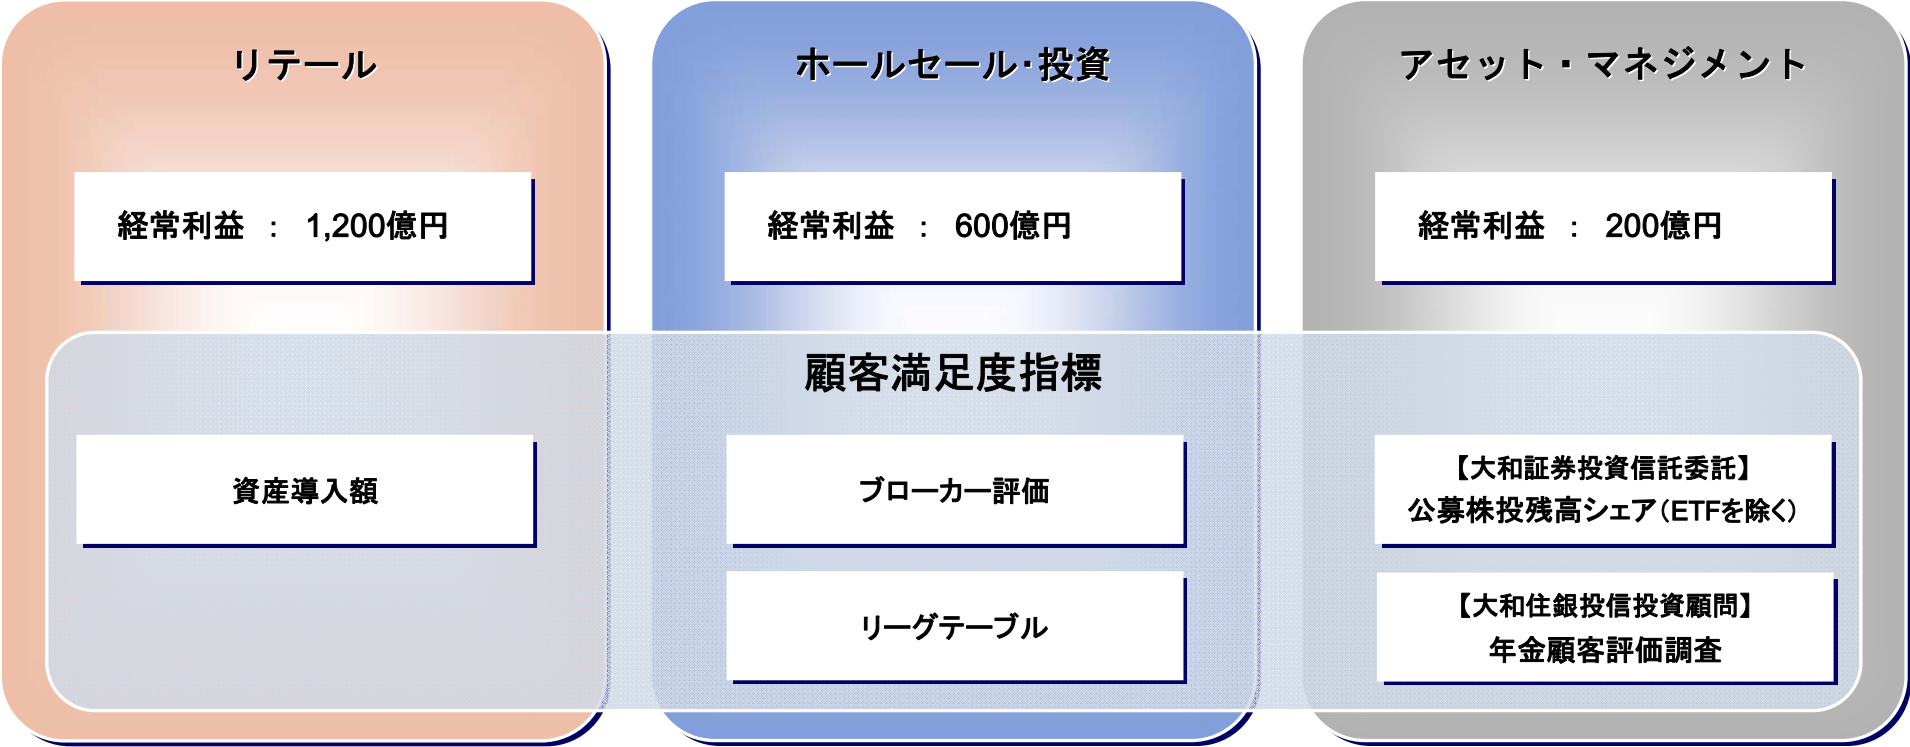 リテール
ホールセール･投資
アセット・マネジメント
経常利益 ： 1,200億円
経常利益 ： 600億円
経常利益 ： 200億円
顧客満足度指標
資産導入額
ブローカー評価
【大和証券投資信託委託】
公募株投残高シェア（ETFを除く）
リーグテーブル
【大和住銀投信投資顧問】
年金顧客評価調査